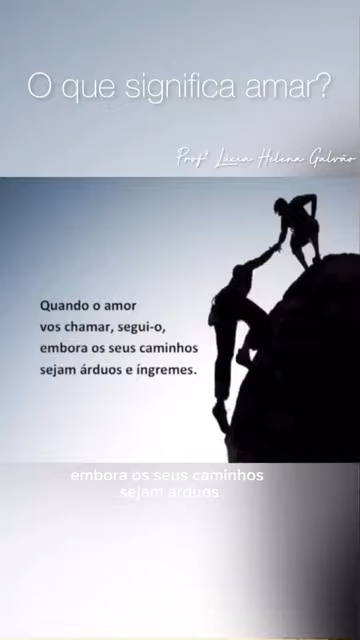 O que significa amar?
Profª Lúcia Helena Galvão
Quando o amor
vos chamar, segui-o,
embora os seus caminhos
sejam árduos e íngremes.
embora os seus caminhos
sejam árduos